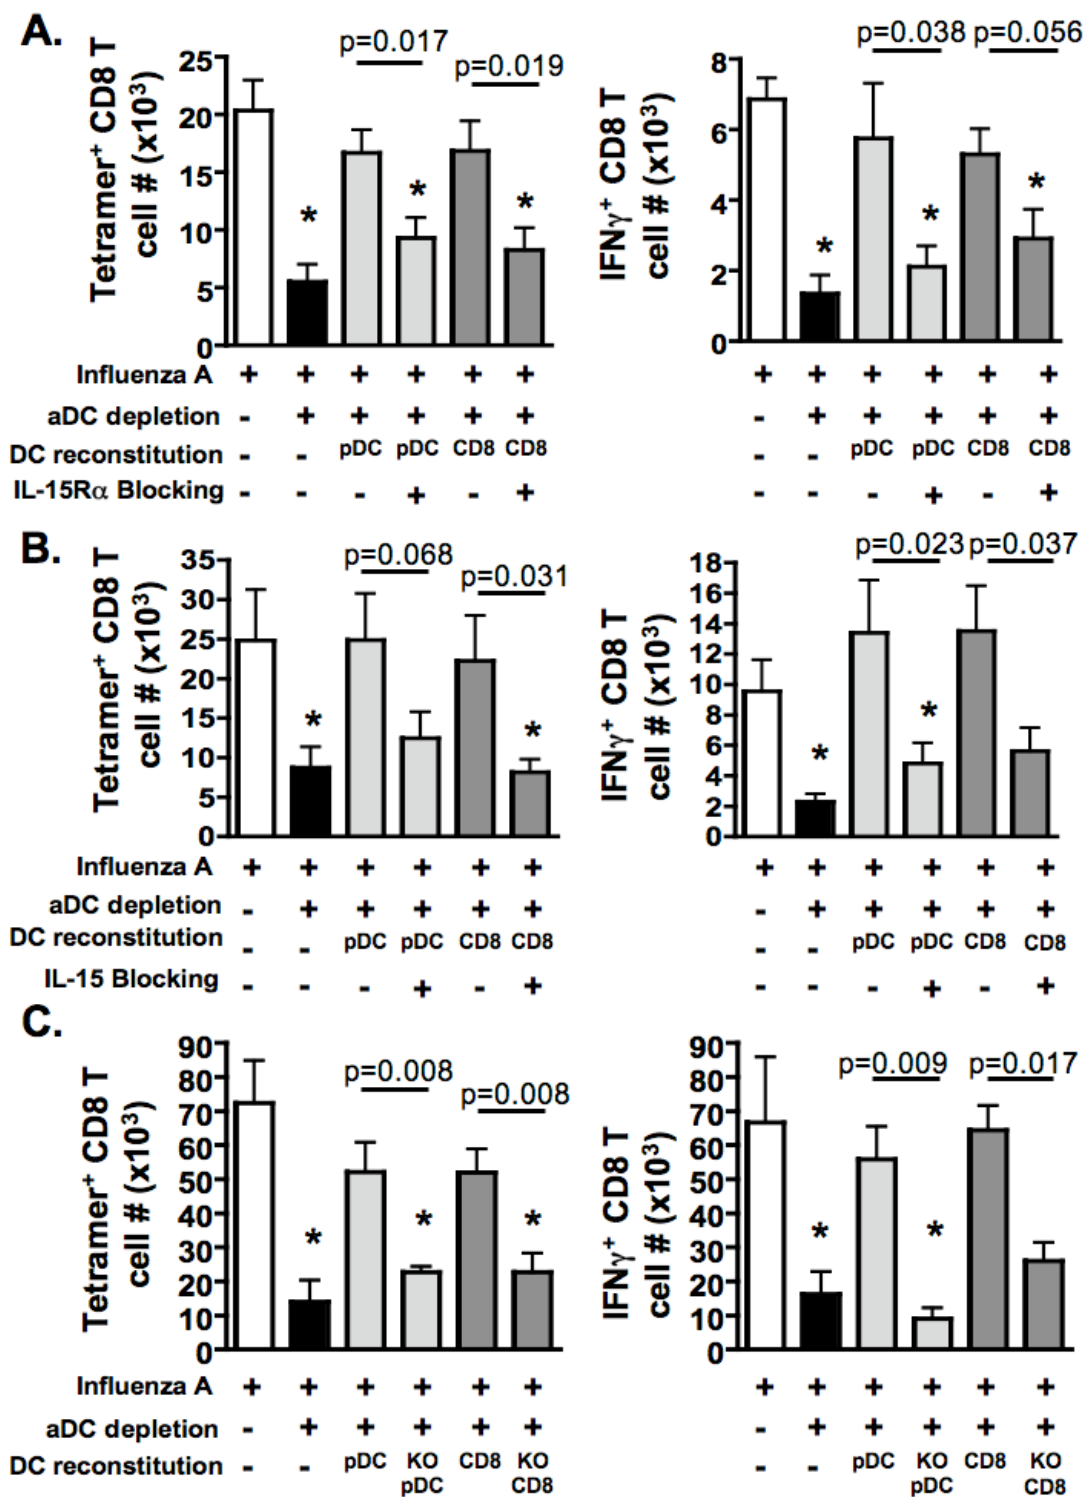 A.
p=0.017
p=0.019
Tetramer⁺ CD8 T
cell # (x10³)
25
20
15
10
5
0
* * *
p=0.038 p=0.056
IFNγ⁺ CD8 T
cell # (x10³)
8
6
4
2
0
* * *
Influenza A + + + + + + + + + + + +
aDC depletion - + + + + + - + + + + +
DC reconstitution - - pDC pDC CD8 CD8 - - pDC pDC CD8 CD8
IL-15Rα Blocking - - - + - + - - - + - +
B.
p=0.068
p=0.031
Tetramer⁺ CD8 T
cell # (x10³)
35
30
25
20
15
10
5
0
* *
p=0.023 p=0.037
IFNγ⁺ CD8 T
cell # (x10³)
18
16
14
12
10
8
6
4
2
0
* *
Influenza A + + + + + + + + + + + +
aDC depletion - + + + + + - + + + + +
DC reconstitution - - pDC pDC CD8 CD8 - - pDC pDC CD8 CD8
IL-15 Blocking - - - + - + - - - + - +
C.
p=0.008
p=0.008
Tetramer⁺ CD8 T
cell # (x10³)
90
80
70
60
50
40
30
20
10
0
* * *
p=0.009 p=0.017
IFNγ⁺ CD8 T
cell # (x10³)
90
80
70
60
50
40
30
20
10
0
* *
Influenza A + + + + + + + + + + + +
aDC depletion - + + + + + - + + + + +
DC reconstitution - - pDC KO CD8 KO - - pDC KO CD8 KO
pDC CD8 pDC CD8